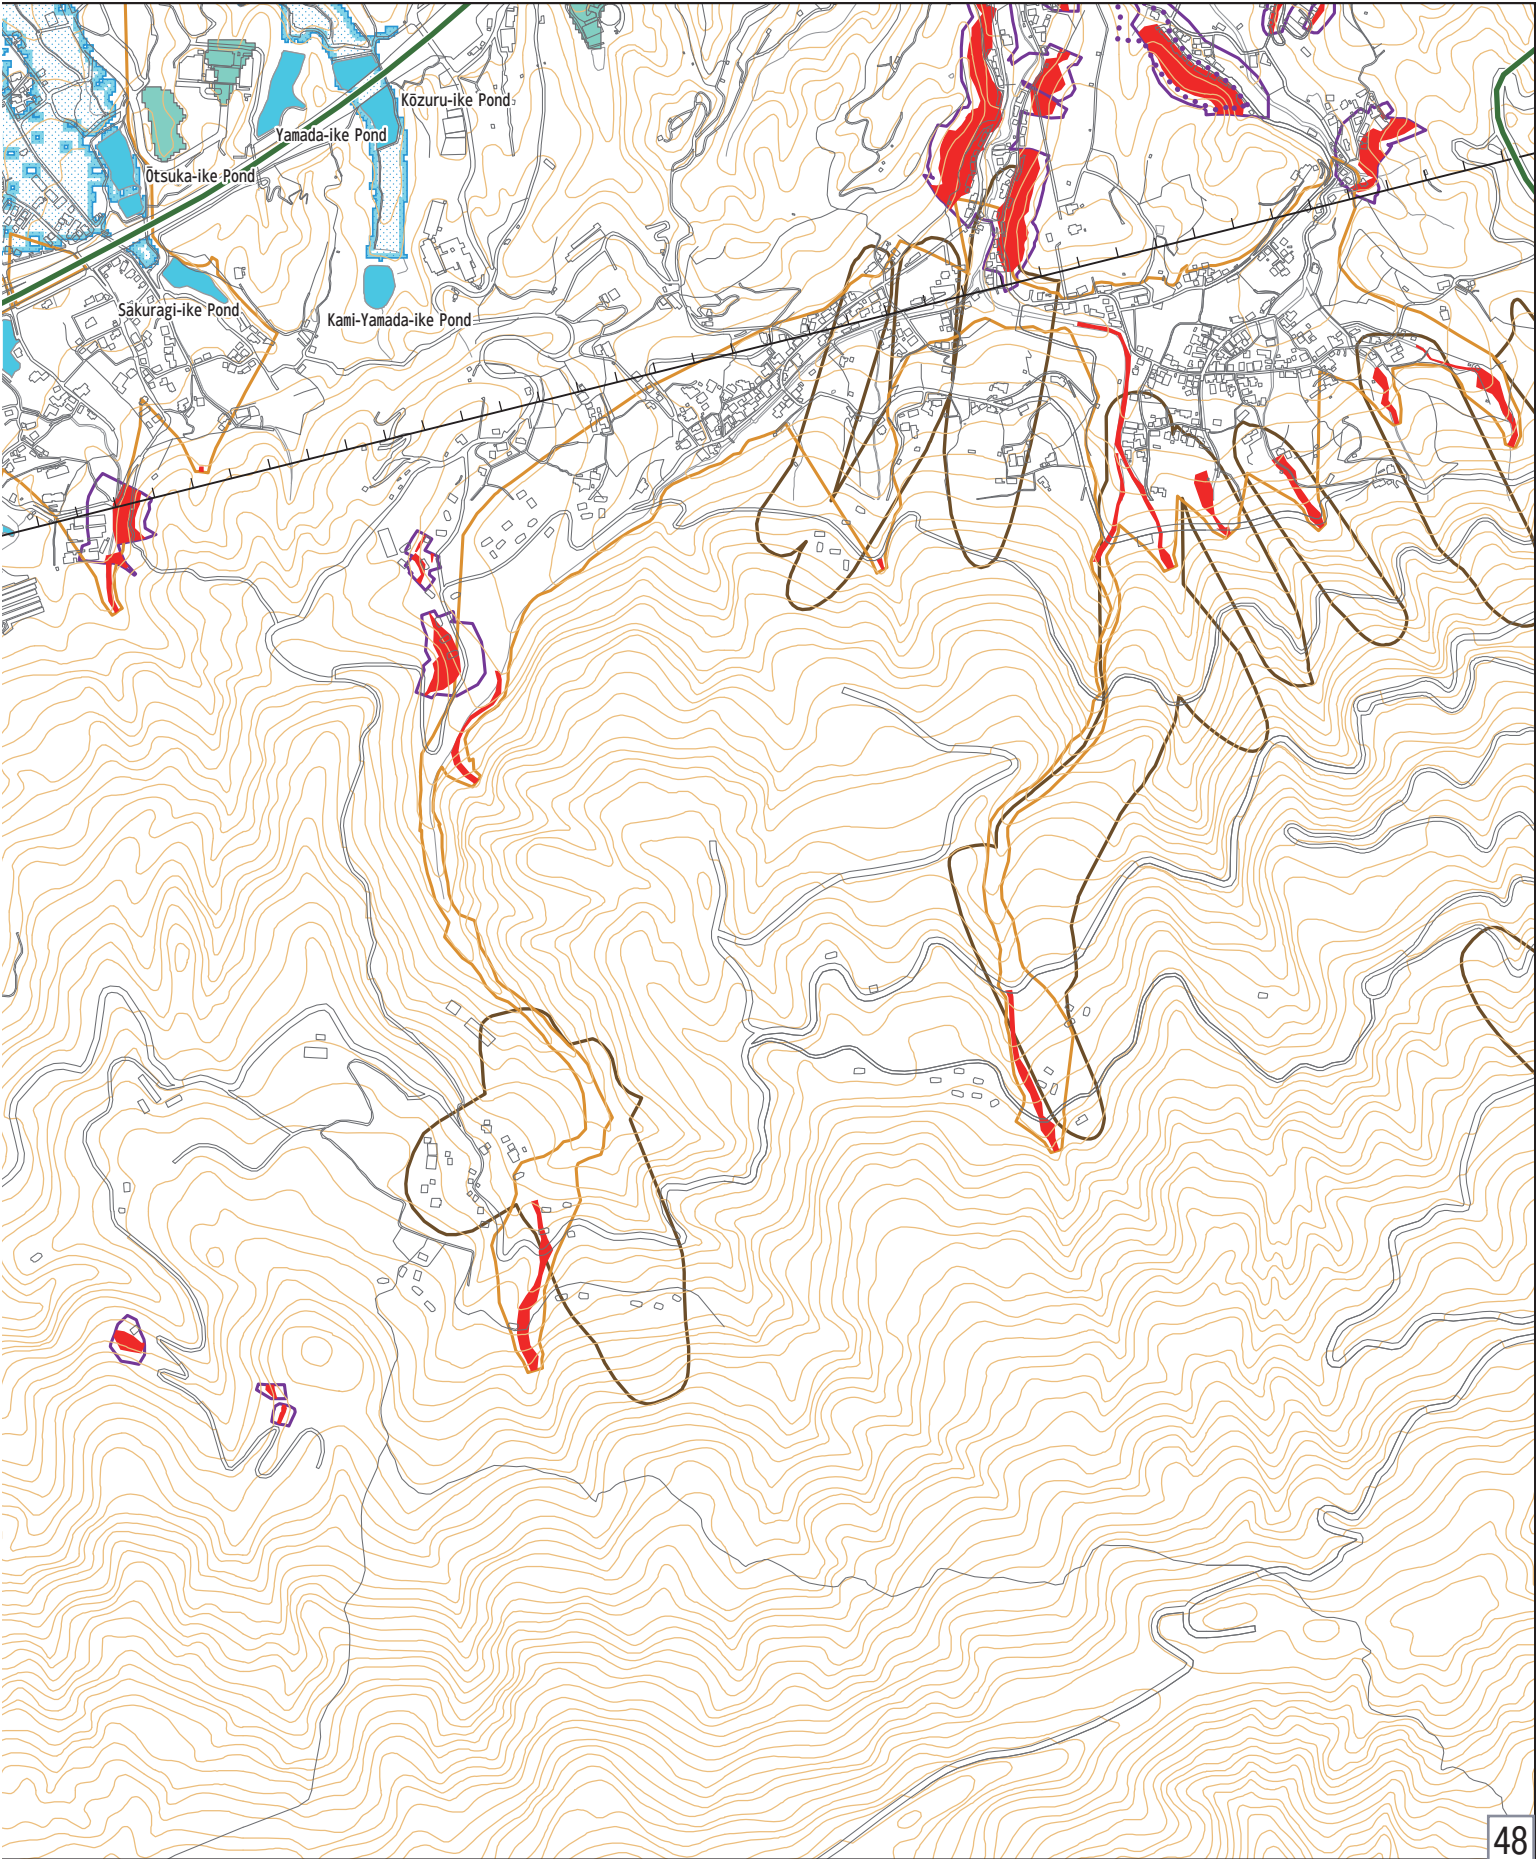 Kōzuru-ike Pond
Yamada-ike Pond
Ōtsuka-ike Pond
Sakuragi-ike Pond
Kami-Yamada-ike Pond
48